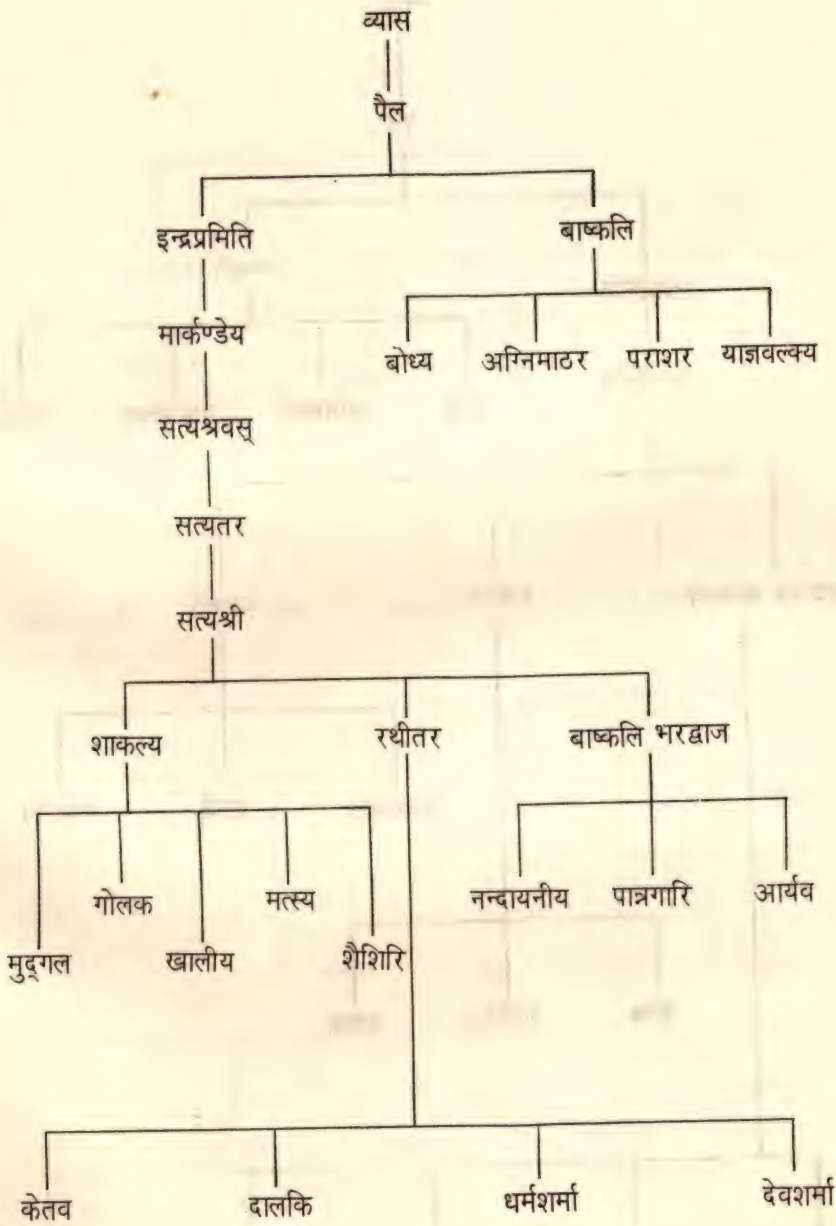 व्यास
पैल
इन्द्रप्रमिति बाष्कलि
मार्कण्डेय
बोध्य अग्निमाठर पराशर याज्ञवल्क्य
सत्यश्रवस्
सत्यतर
सत्यश्री
शाकल्य रथीतर बाष्कलि भरद्वाज
गोलक मत्स्य नन्दायनीय पान्नगारि आर्यव
मुद्‌गल खालीय शैशिरि
केतव दालकि धर्मशर्मा देवशर्मा